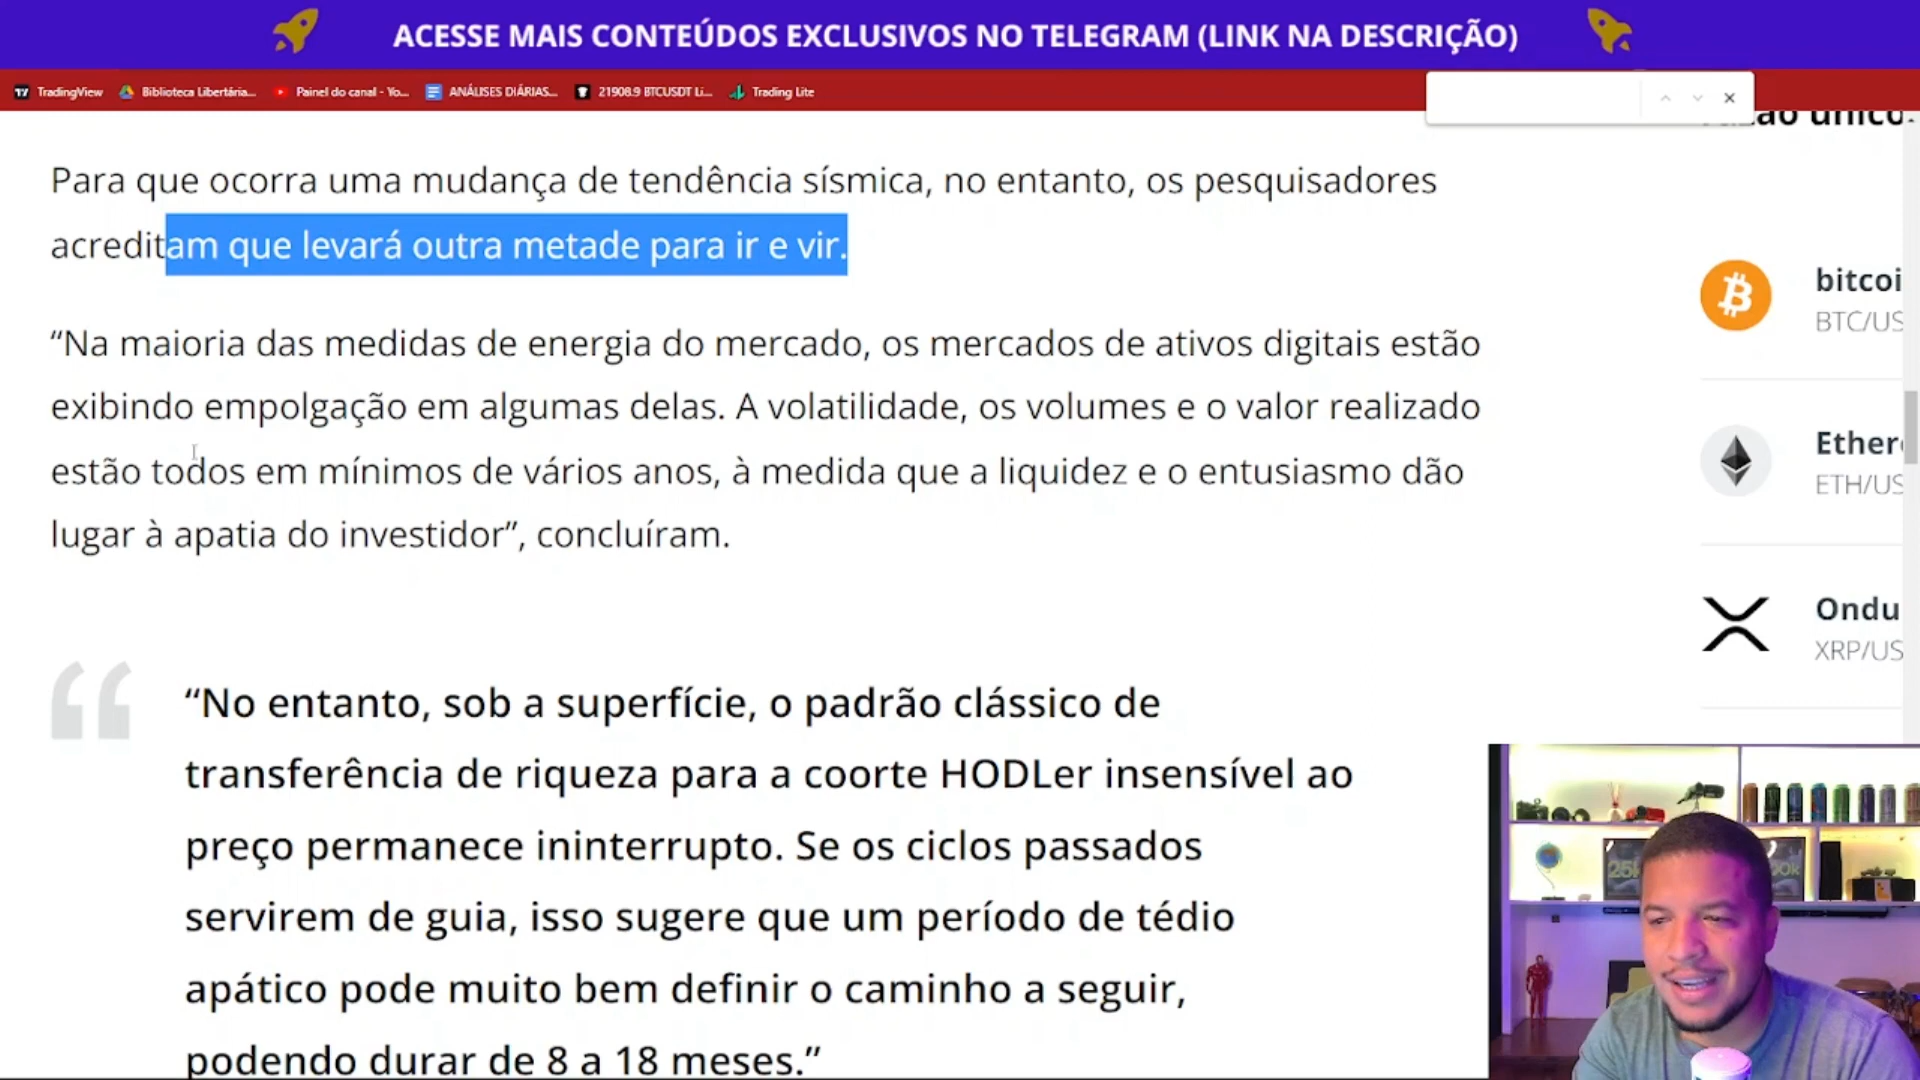 ACESSE MAIS CONTEÚDOS EXCLUSIVOS NO TELEGRAM (LINK NA DESCRIÇÃO)
TradingView
Biblioteca Libertária...
Painel do canal - Yo...
ANÁLISES DIÁRIAS...
21908.9 BTCUSDT Li...
Trading Lite
único
Para que ocorra uma mudança de tendência sísmica, no entanto, os pesquisadores
acreditam que levará outra metade para ir e vir.
“Na maioria das medidas de energia do mercado, os mercados de ativos digitais estão
exibindo empolgação em algumas delas. A volatilidade, os volumes e o valor realizado
estão todos em mínimos de vários anos, à medida que a liquidez e o entusiasmo dão
lugar à apatia do investidor”, concluíram.
“No entanto, sob a superfície, o padrão clássico de
transferência de riqueza para a coorte HODLer insensível ao
preço permanece ininterrupto. Se os ciclos passados
servirem de guia, isso sugere que um período de tédio
apático pode muito bem definir o caminho a seguir,
podendo durar de 8 a 18 meses.”
bitcoi
BTC/US
Ether
ETH/US
Ondu
XRP/US
25k